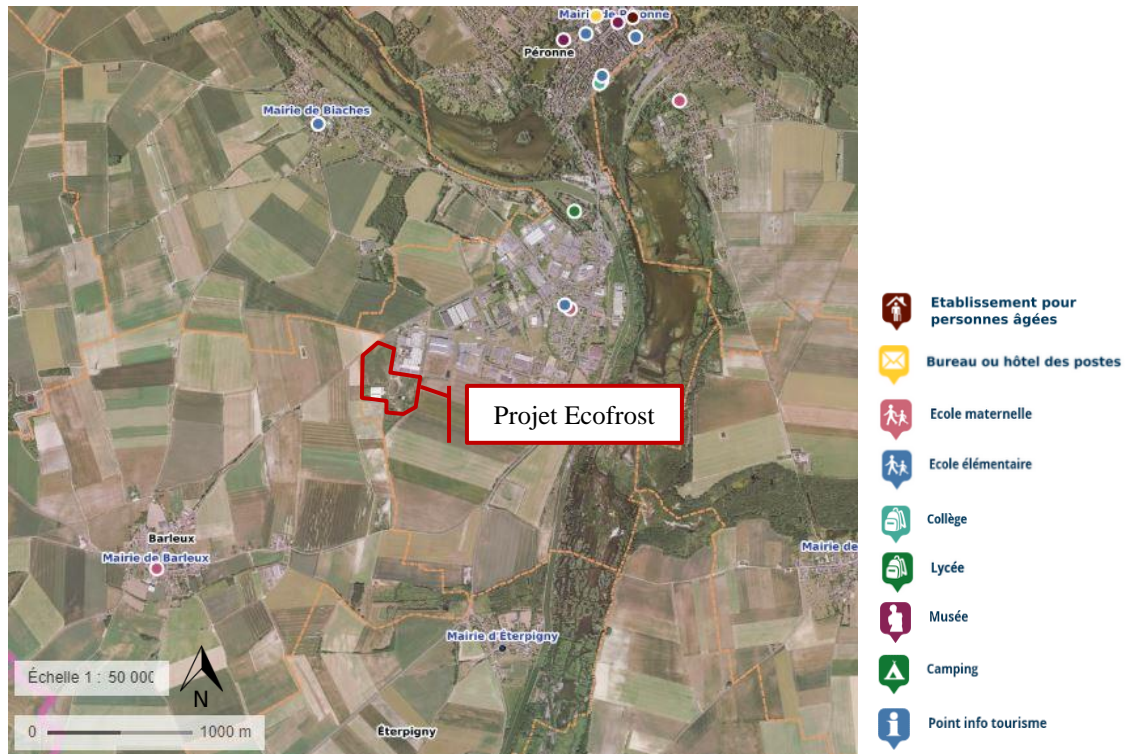 Mairie de Péronne
Péronne
Mairie de Biaches
Projet Ecofrost
Barleux
Mairie de Barleux
Mairie de
Mairie d'Éterpigny
Échelle 1 : 50 000
N
0 1000 m
Éterpigny
Etablissement pour
personnes âgées
Bureau ou hôtel des postes
Ecole maternelle
Ecole élémentaire
Collège
Lycée
Musée
Camping
Point info tourisme